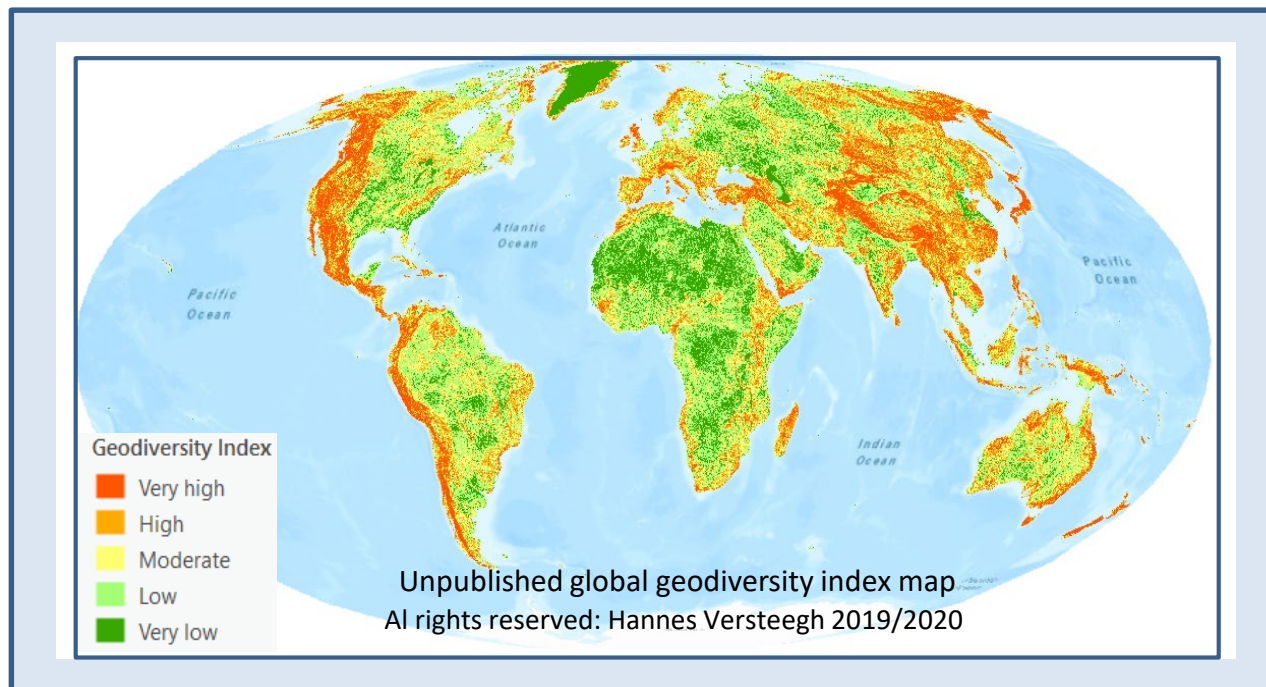 Atlantic
Ocean
Pacific
Ocean
Pacific
Ocean
Indian
Ocean
Geodiversity Index
Very high
High
Moderate
Low
Very low
Unpublished global geodiversity index map
Al rights reserved: Hannes Versteegh 2019/2020